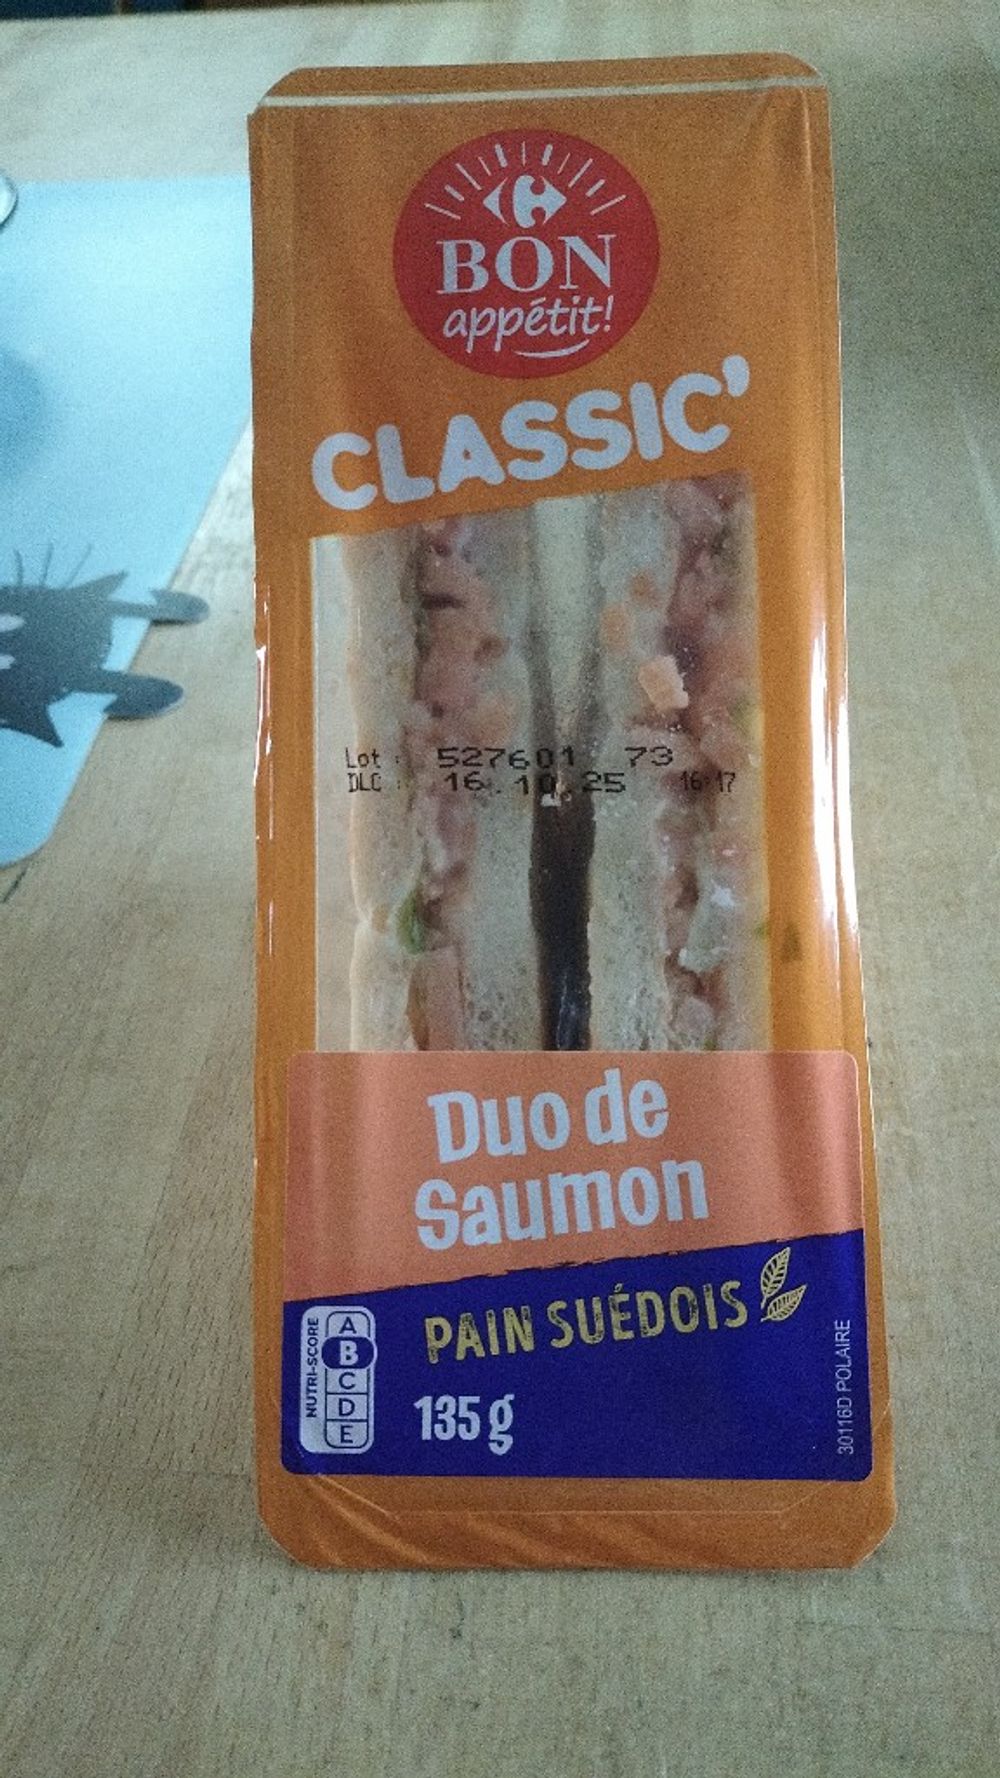 BON
appétit!
CLASSIC'
Lot : 527601 73
DLC : 16.10.25 16:17
Duo de
Saumon
PAIN SUÉDOIS
NUTRI-SCORE
A
B
C
D
E
135 g
30116D POLAIRE